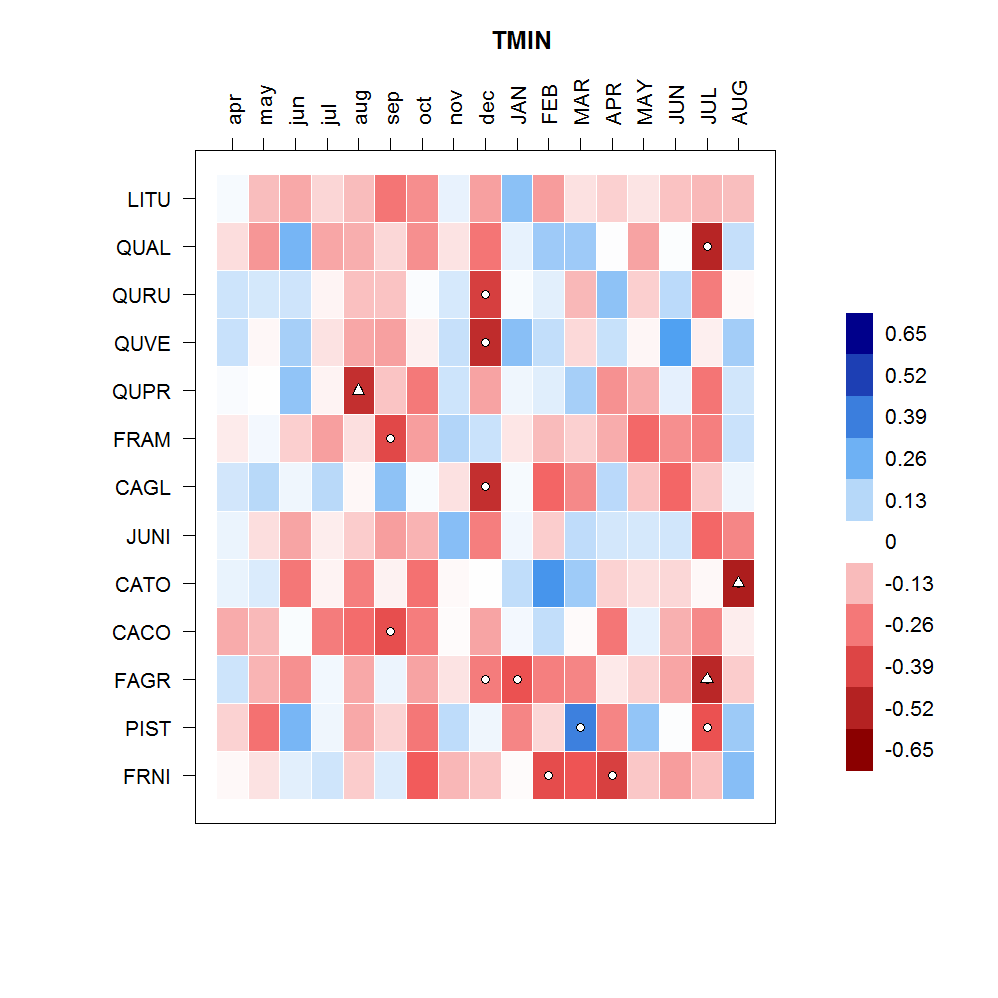 TMIN
apr may jun jul aug sep oct nov dec JAN FEB MAR APR MAY JUN JUL AUG
LITU
QUAL
QURU
QUVE
QUPR
FRAM
CAGL
JUNI
CATO
CACO
FAGR
PIST
FRNI
0.65
0.52
0.39
0.26
0.13
0
-0.13
-0.26
-0.39
-0.52
-0.65